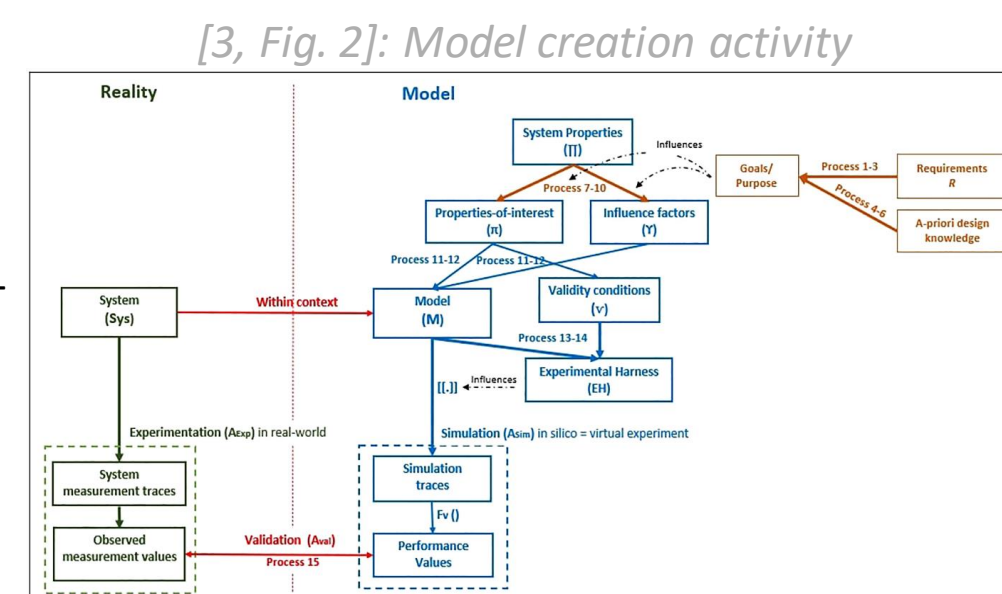 [3, Fig. 2]: Model creation activity
Reality
Model
System Properties
(∏)
Influences
Process 7-10
Goals/
Purpose
Process 1-3
Requirements
R
Process 4-6
A-priori design
knowledge
Properties-of-interest
(π)
Influence factors
(ϒ)
Process 11-12
Process 11-12
System
(Sys)
Within context
Model
(M)
Validity conditions
(ѵ)
Process 13-14
Experimental Harness
(EH)
[[.]]
Influences
Experimentation (AExp) in real-world
Simulation (Asim) in silico = virtual experiment
System
measurement traces
Simulation
traces
Fv ()
Observed
measurement values
Validation (Aval)
Process 15
Performance
Values